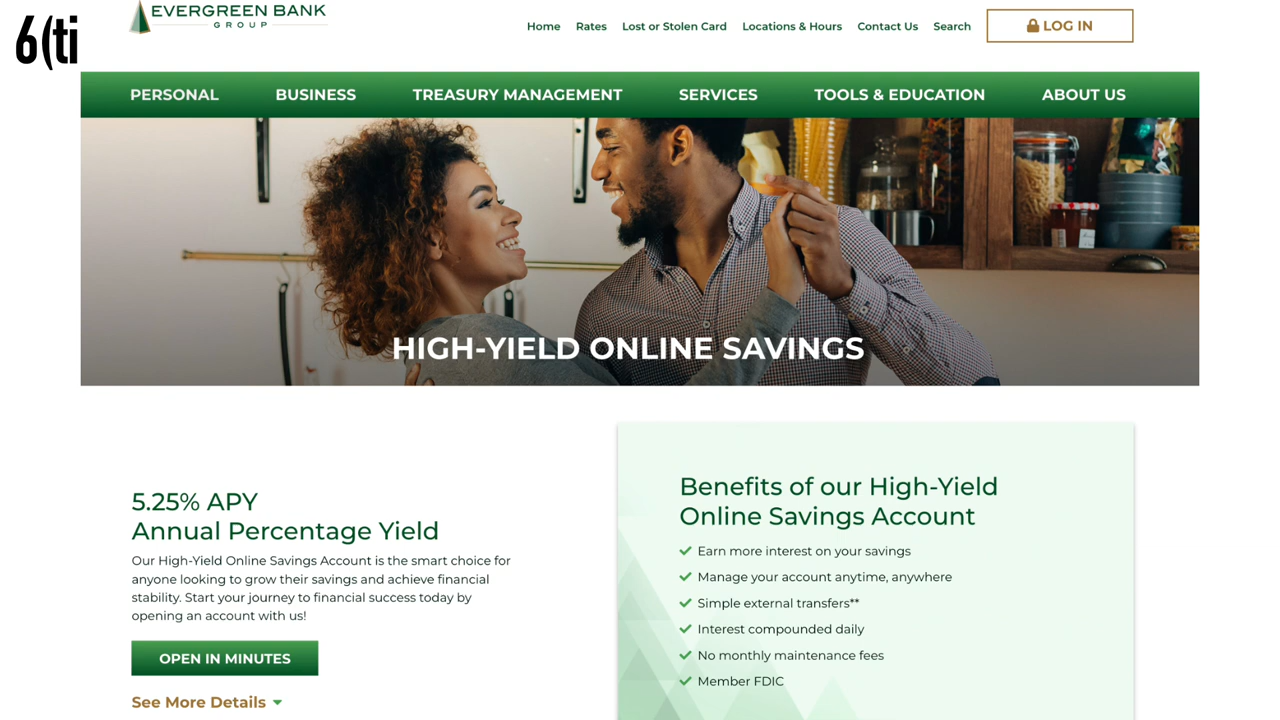 6(ti
EVERGREEN BANK
GROUP
Home Rates Lost or Stolen Card Locations & Hours Contact Us Search LOG IN
PERSONAL BUSINESS TREASURY MANAGEMENT SERVICES TOOLS & EDUCATION ABOUT US
HIGH-YIELD ONLINE SAVINGS
5.25% APY
Annual Percentage Yield
Our High-Yield Online Savings Account is the smart choice for
anyone looking to grow their savings and achieve financial
stability. Start your journey to financial success today by
opening an account with us!
OPEN IN MINUTES
See More Details
Benefits of our High-Yield
Online Savings Account
Earn more interest on your savings
Manage your account anytime, anywhere
Simple external transfers**
Interest compounded daily
No monthly maintenance fees
Member FDIC